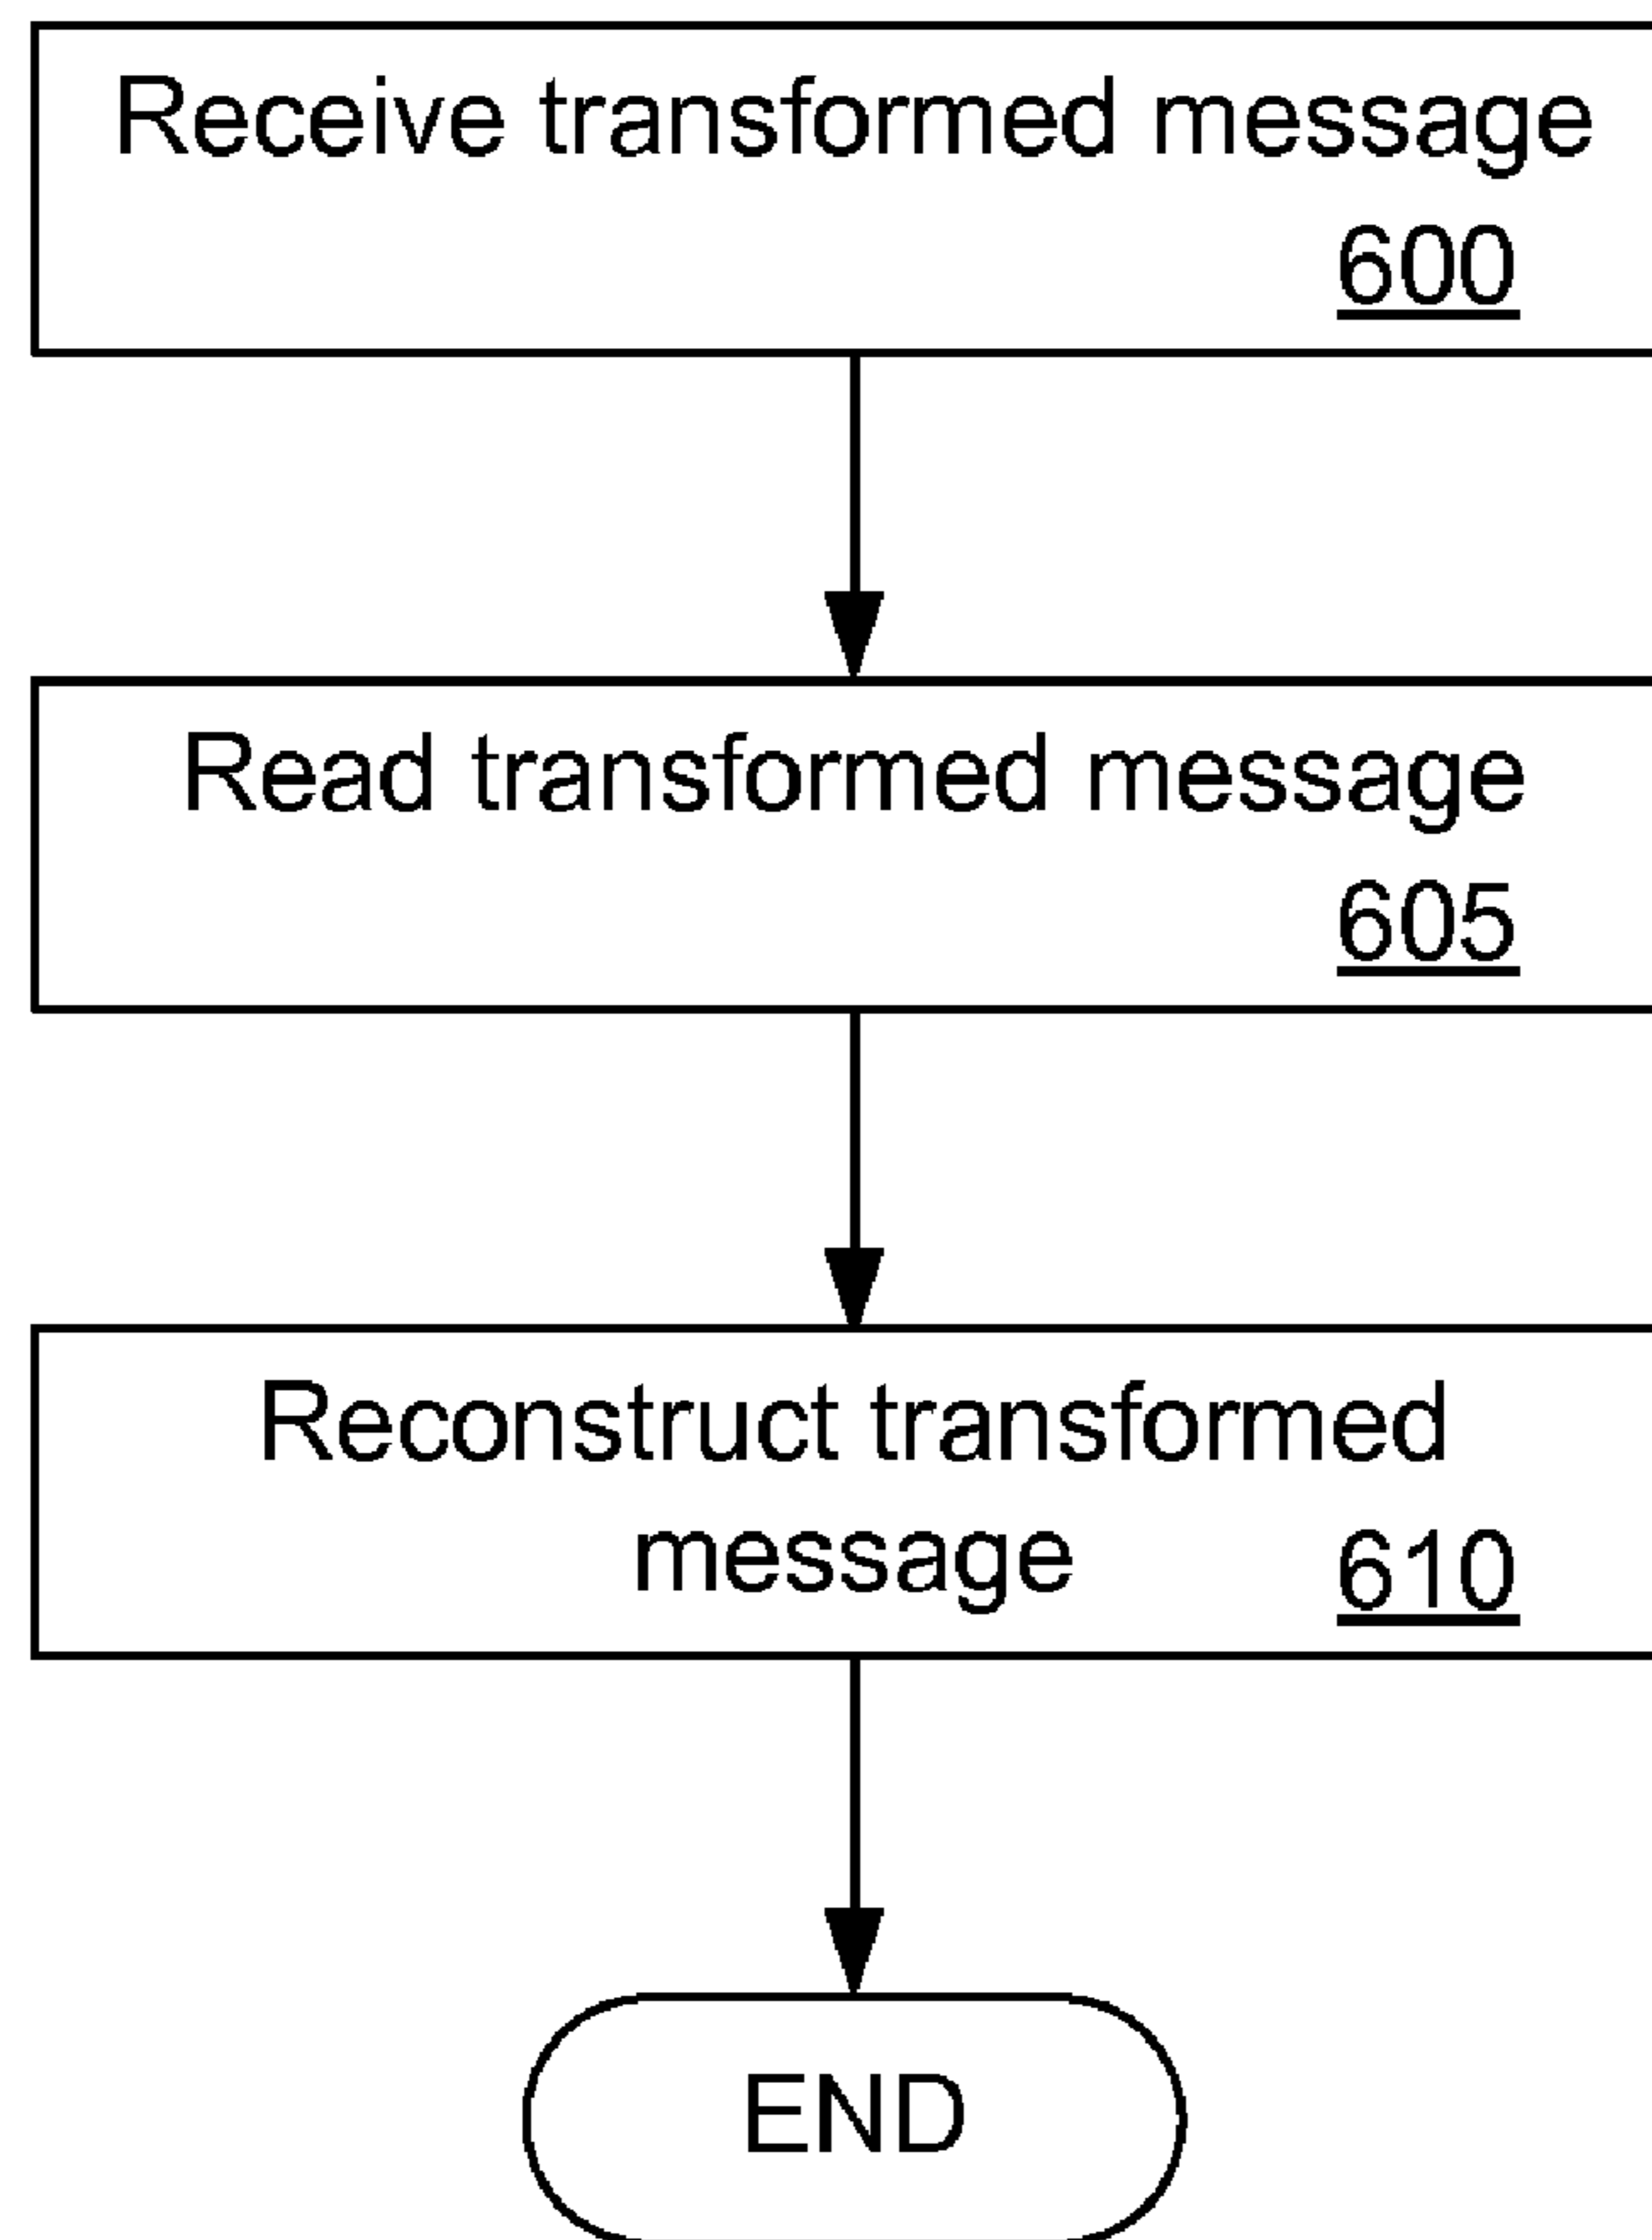 Receive transformed message
600
Read transformed message
605
Reconstruct transformed
message 610
END